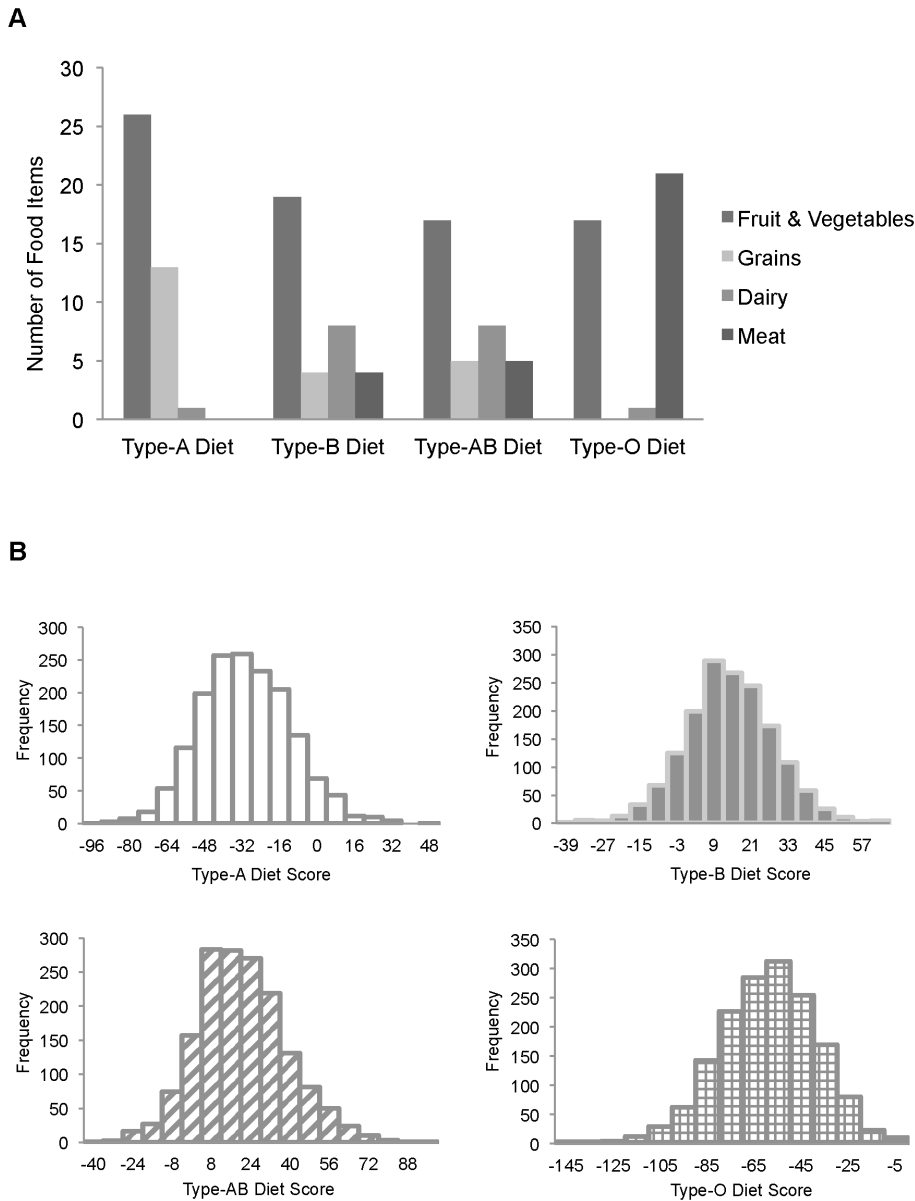 A
30
25
20
15
10
5
0
Number of Food Items
Type-A Diet Type-B Diet Type-AB Diet Type-O Diet
Fruit & Vegetables
Grains
Dairy
Meat
B
300
250
200
150
100
50
0
Frequency
-96 -80 -64 -48 -32 -16 0 16 32 48
Type-A Diet Score
350
300
250
200
150
100
50
0
Frequency
-39 -27 -15 -3 9 21 33 45 57
Type-B Diet Score
300
250
200
150
100
50
0
Frequency
-40 -24 -8 8 24 40 56 72 88
Type-AB Diet Score
350
300
250
200
150
100
50
0
Frequency
-145 -125 -105 -85 -65 -45 -25 -5
Type-O Diet Score